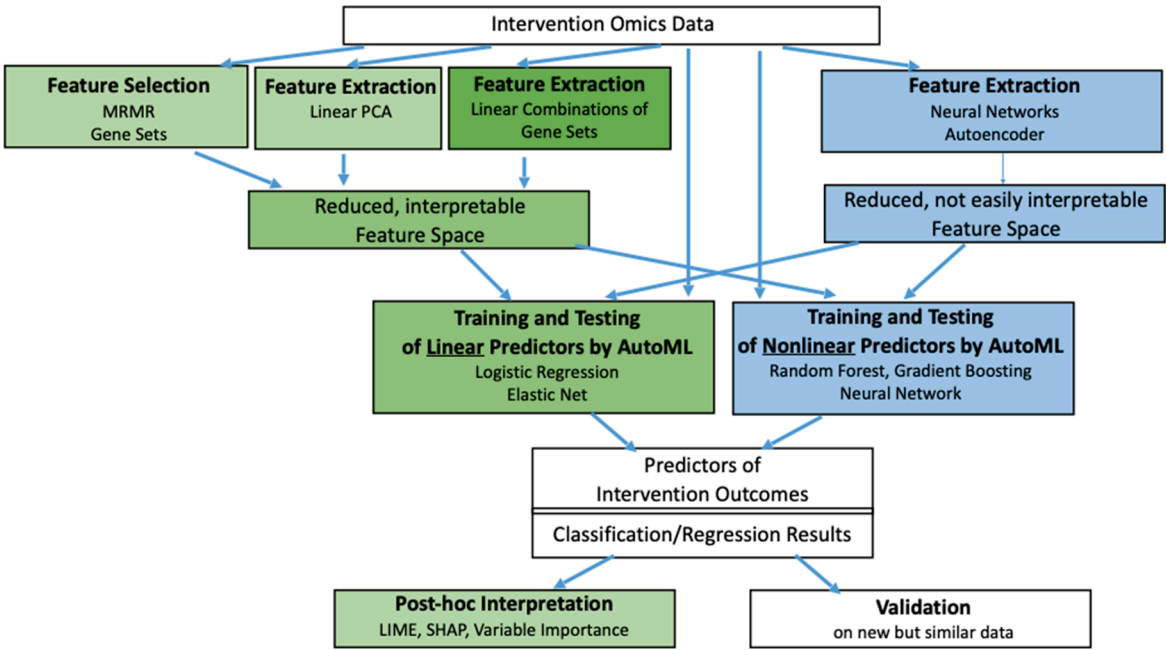 Intervention Omics Data
Feature Selection
MRMR
Gene Sets
Feature Extraction
Linear PCA
Feature Extraction
Linear Combinations of
Gene Sets
Feature Extraction
Neural Networks
Autoencoder
Reduced, interpretable
Feature Space
Reduced, not easily interpretable
Feature Space
Training and Testing
of Linear Predictors by AutoML
Logistic Regression
Elastic Net
Training and Testing
of Nonlinear Predictors by AutoML
Random Forest, Gradient Boosting
Neural Network
Predictors of
Intervention Outcomes
Classification/Regression Results
Post-hoc Interpretation
LIME, SHAP, Variable Importance
Validation
on new but similar data